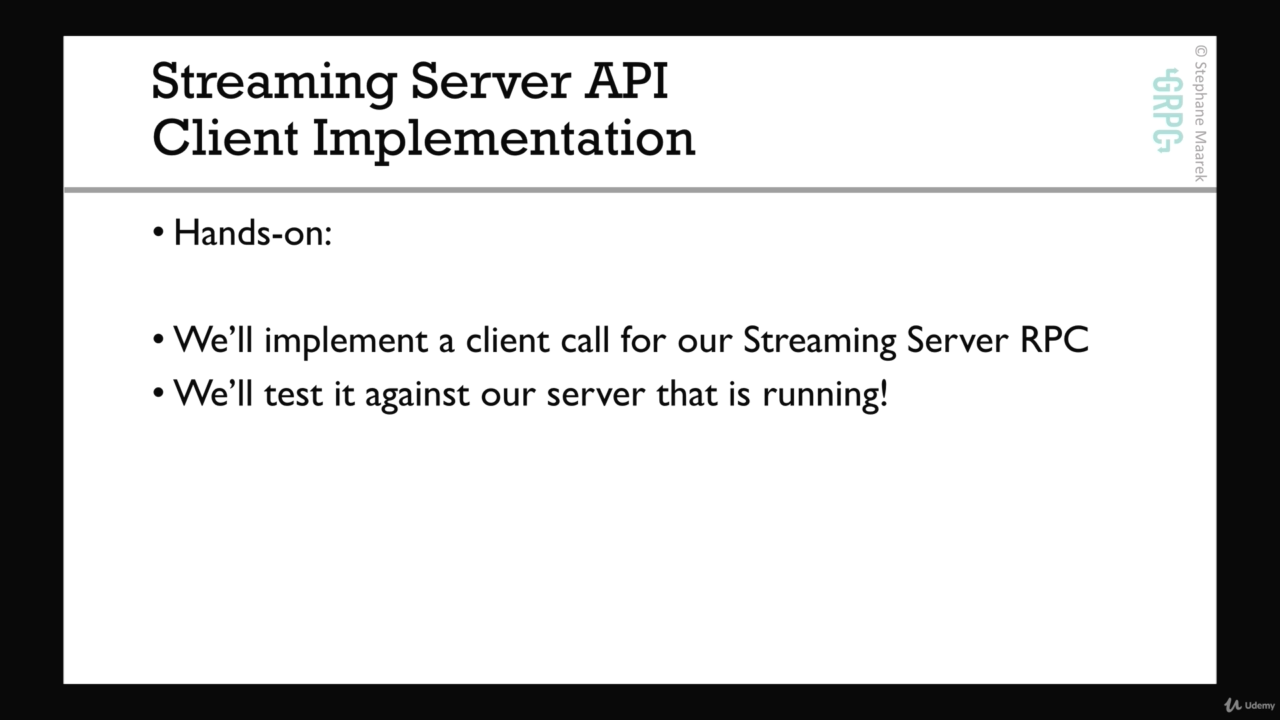 Streaming Server API
Client Implementation
• Hands-on:
• We’ll implement a client call for our Streaming Server RPC
• We’ll test it against our server that is running!
GRPC
© Stephane Maarek
Udemy